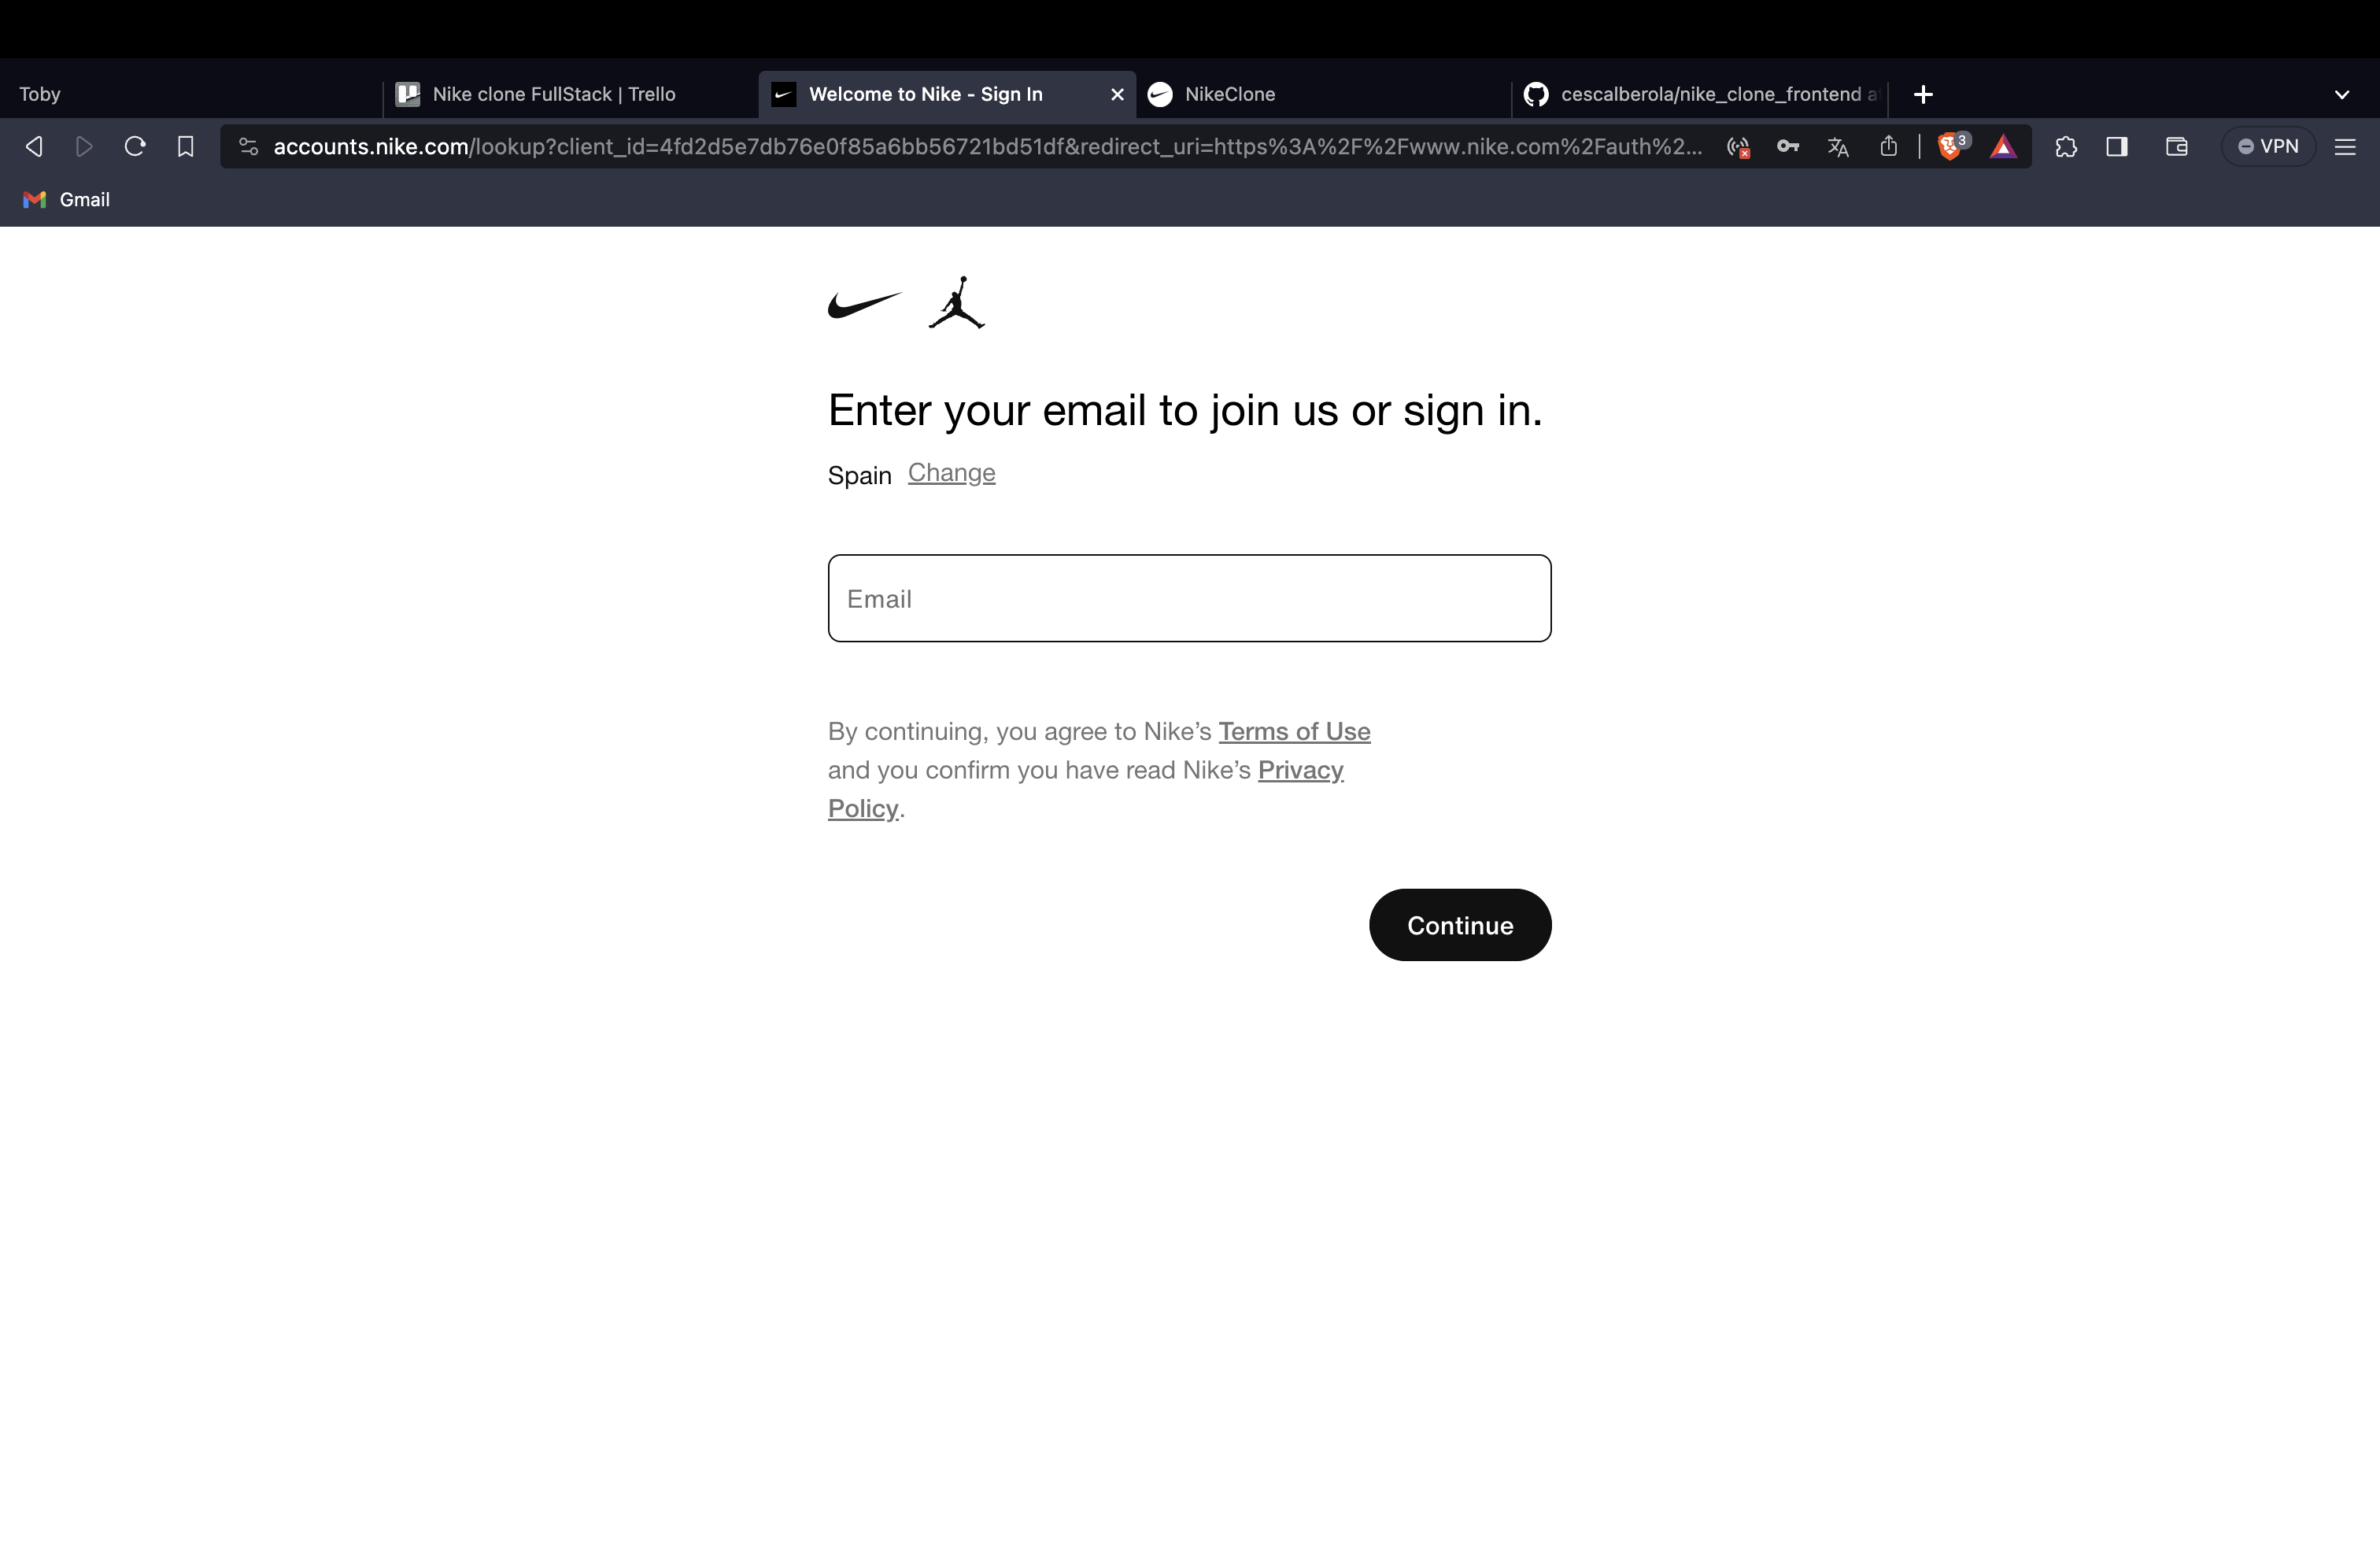 Toby
Nike clone FullStack | Trello
Welcome to Nike - Sign In
NikeClone
cescalberola/nike_clone_frontend
accounts.nike.com/lookup?client_id=4fd2d5e7db76e0f85a6bb56721bd51df&redirect_uri=https%3A%2F%2Fwww.nike.com%2Fauth%2...
3
VPN
Gmail
Enter your email to join us or sign in.
Spain Change
Email
By continuing, you agree to Nike’s Terms of Use
and you confirm you have read Nike’s Privacy
Policy.
Continue